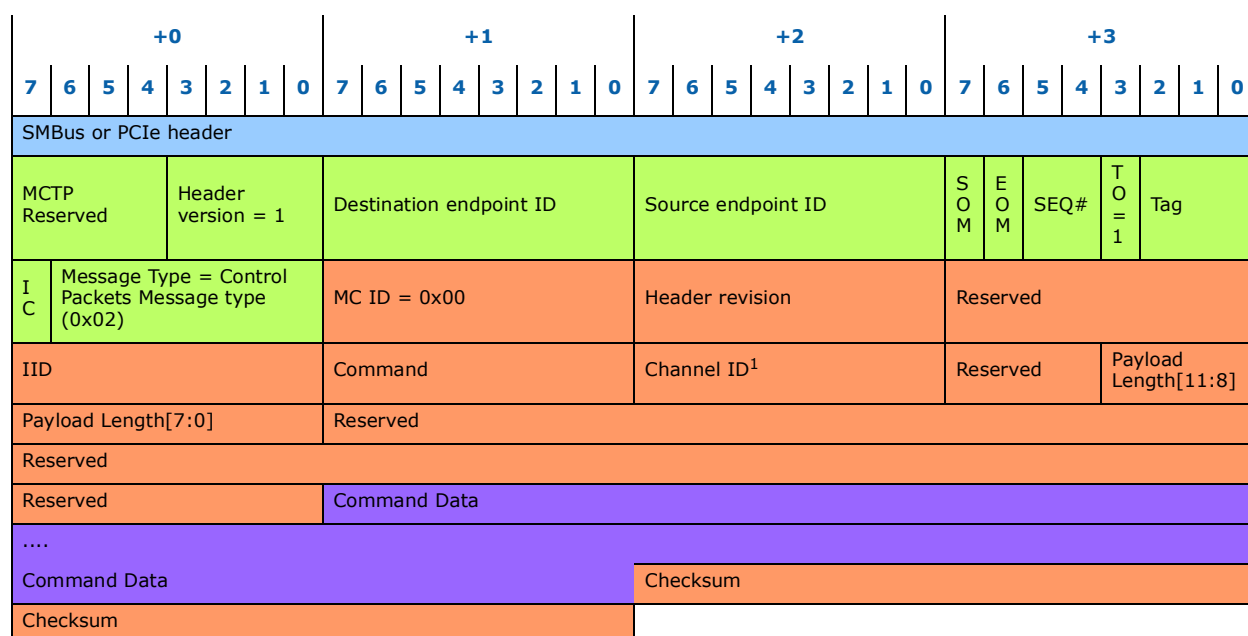 +0 +1 +2 +3
7 6 5 4 3 2 1 0 7 6 5 4 3 2 1 0 7 6 5 4 3 2 1 0 7 6 5 4 3 2 1 0
SMBus or PCIe header
MCTP
Reserved
Header
version = 1
Destination endpoint ID
Source endpoint ID
S
O
M
E
O
M
SEQ#
T
O
=
1
Tag
I
C
Message Type = Control
Packets Message type
(0x02)
MC ID = 0x00
Header revision
Reserved
IID
Command
Channel ID1
Reserved
Payload
Length[11:8]
Payload Length[7:0]
Reserved
Reserved
Reserved
Command Data
....
Command Data
Checksum
Checksum